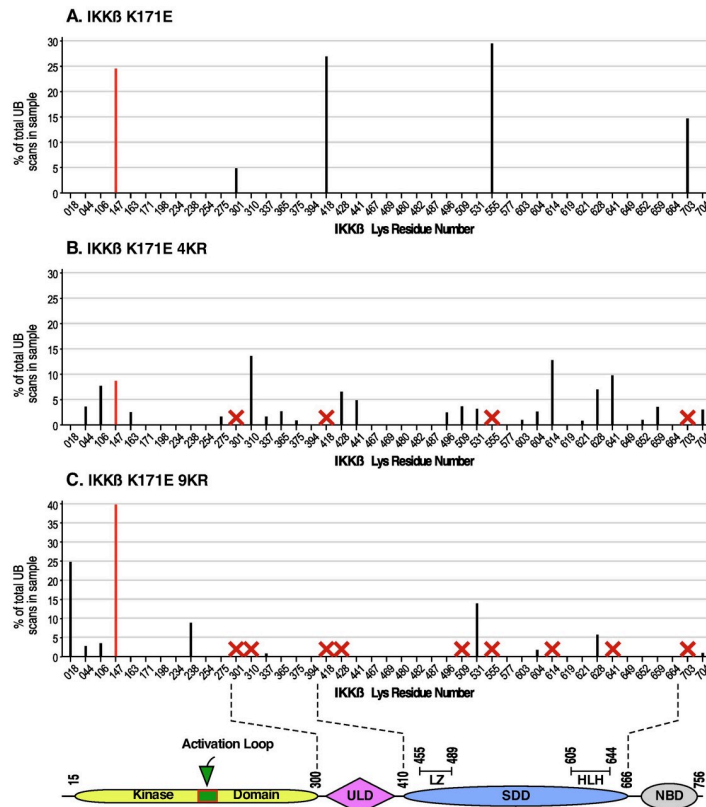 A. IKKß K171E
% of total UB
scans in sample
30
25
20
15
10
5
0
018 044 106 147 163 171 198 234 238 254 275 301 310 337 365 375 394 418 428 441 467 469 480 482 487 496 509 531 555 577 603 604 614 619 621 628 641 649 652 659 664 703 704
IKKß Lys Residue Number
B. IKKß K171E 4KR
% of total UB
scans in sample
30
25
20
15
10
5
0
018 044 106 147 163 171 198 234 238 254 275 301 310 337 365 375 394 418 428 441 467 469 480 482 487 496 509 531 555 577 603 604 614 619 621 628 641 649 652 659 664 703 704
IKKß Lys Residue Number
C. IKKß K171E 9KR
% of total UB
scans in sample
40
35
30
25
20
15
10
5
0
018 044 106 147 163 171 198 234 238 254 275 301 310 337 365 375 394 418 428 441 467 469 480 482 487 496 509 531 555 577 603 604 614 619 621 628 641 649 652 659 664 703 704
IKKß Lys Residue Number
Activation Loop
15 300 410 455 489 605 644 666 756
LZ HLH
Kinase Domain ULD SDD NBD